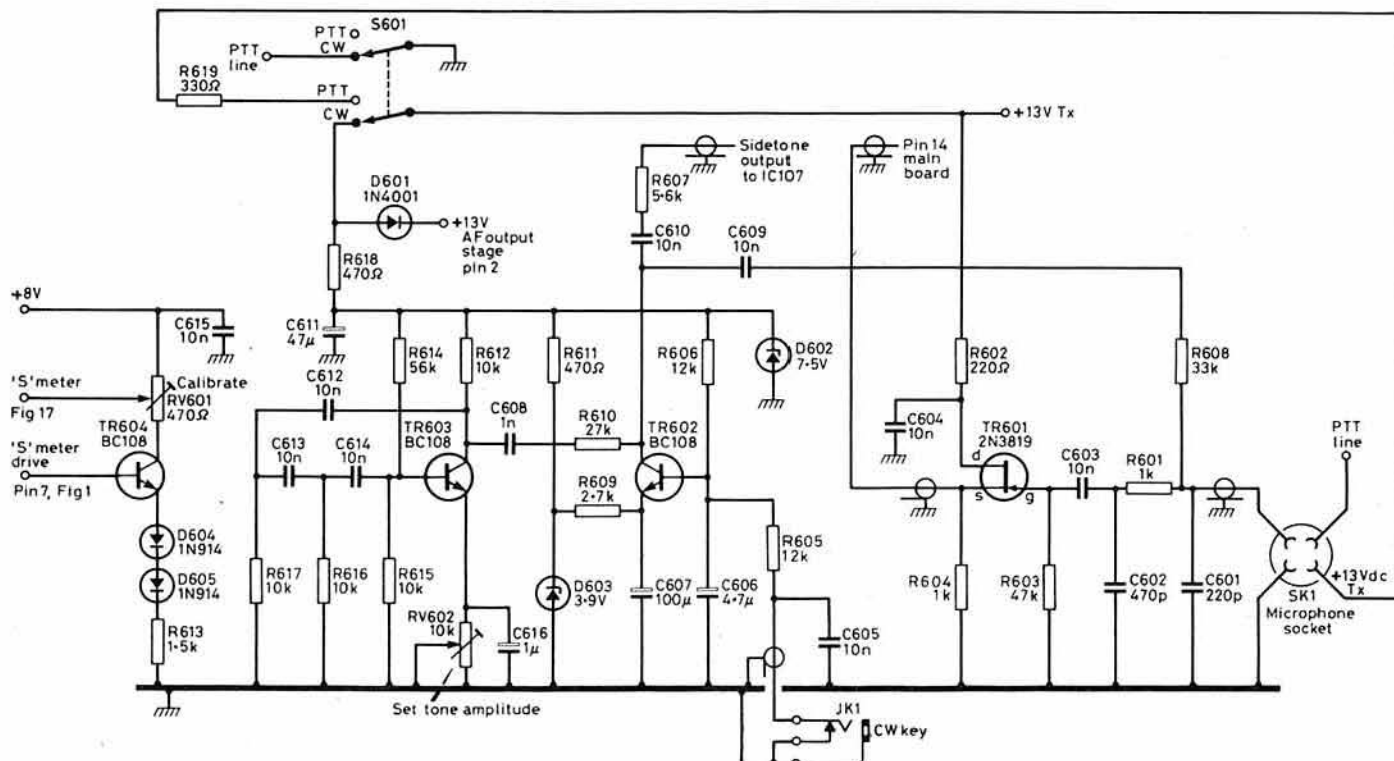 S601
PTT
CW
PTT
line
R619
330Ω
PTT
CW
+13V Tx
Sidetone
output
to IC107
Pin 14
main
board
D601
1N4001
+13V
AF output
stage
pin 2
R607
5·6k
C610
10n
C609
10n
R618
470Ω
+8V
C615
10n
C611
47μ
R614
56k
R612
10k
R611
470Ω
R606
12k
D602
7·5V
R602
220Ω
R608
33k
'S' meter
Fig 17
Calibrate
RV601
470Ω
C612
10n
C608
1n
R610
27k
TR604
BC108
TR603
BC108
TR602
BC108
C604
10n
TR601
2N3819
d
s
g
C603
10n
R601
1k
PTT
line
'S' meter
drive
Pin 7, Fig 1
C613
10n
C614
10n
R609
2·7k
D604
1N914
D605
1N914
R617
10k
R616
10k
R615
10k
D603
3·9V
C607
100μ
C606
4·7μ
R605
12k
R604
1k
R603
47k
C602
470p
C601
220p
+13Vdc
Tx
SK1
Microphone
socket
R613
1·5k
RV602
10k
C616
1μ
C605
10n
Set tone amplitude
JK1
CW key